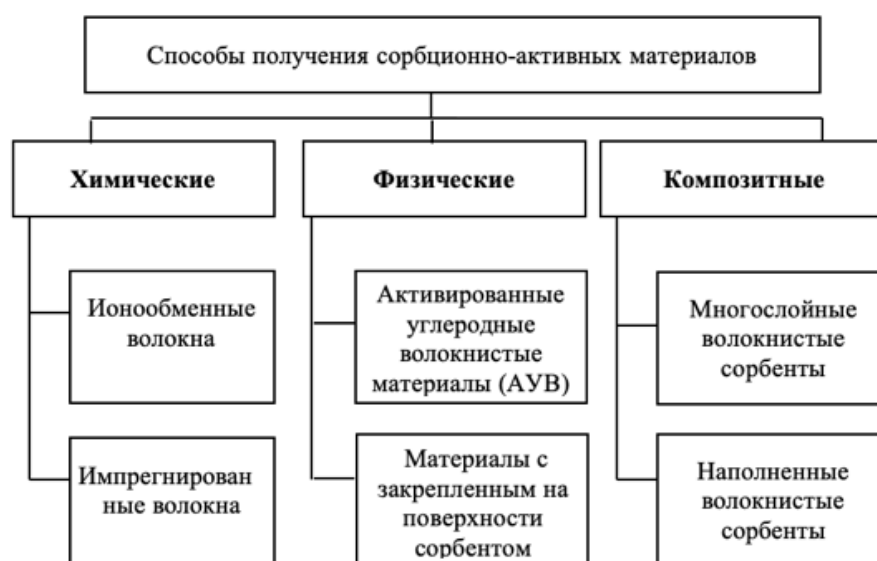 Способы получения сорбционно-активных материалов
Химические
Физические
Композитные
Ионообменные
волокна
Активированные
углеродные
волокнистые
материалы (АУВ)
Многослойные
волокнистые
сорбенты
Импрегнирован
ные волокна
Материалы с
закрепленным на
поверхности
сорбентом
Наполненные
волокнистые
сорбенты